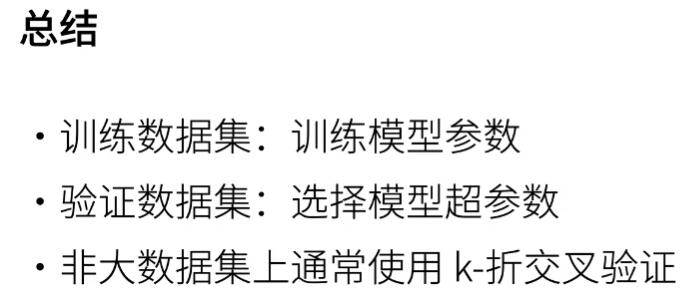 总结
• 训练数据集：训练模型参数
• 验证数据集：选择模型超参数
• 非大数据集上通常使用 k-折交叉验证